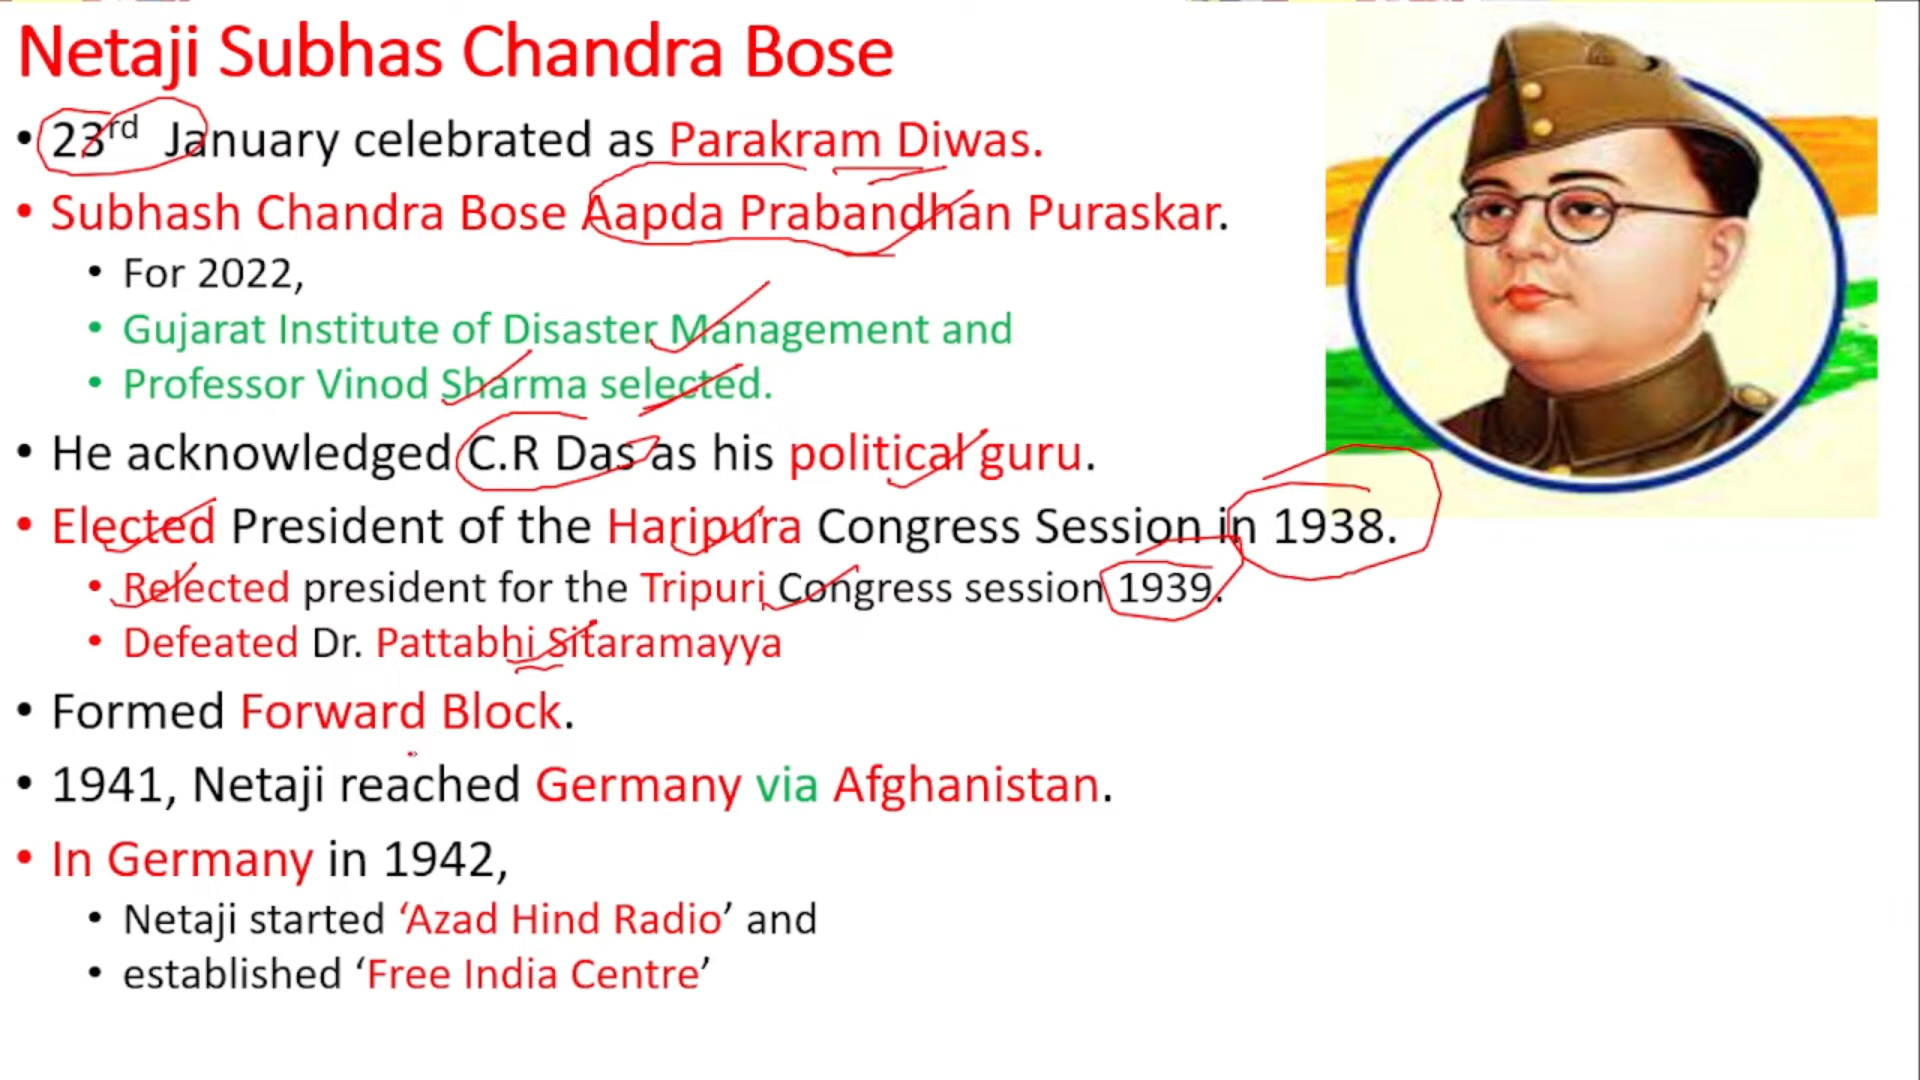 Netaji Subhas Chandra Bose
• 23rd January celebrated as Parakram Diwas.
• Subhash Chandra Bose Aapda Prabandhan Puraskar.
• For 2022,
• Gujarat Institute of Disaster Management and
• Professor Vinod Sharma selected.
• He acknowledged C.R Das as his political guru.
• Elected President of the Haripura Congress Session in 1938.
• Relected president for the Tripuri Congress session 1939.
• Defeated Dr. Pattabhi Sitaramayya
• Formed Forward Block.
• 1941, Netaji reached Germany via Afghanistan.
• In Germany in 1942,
• Netaji started ‘Azad Hind Radio’ and
• established ‘Free India Centre’